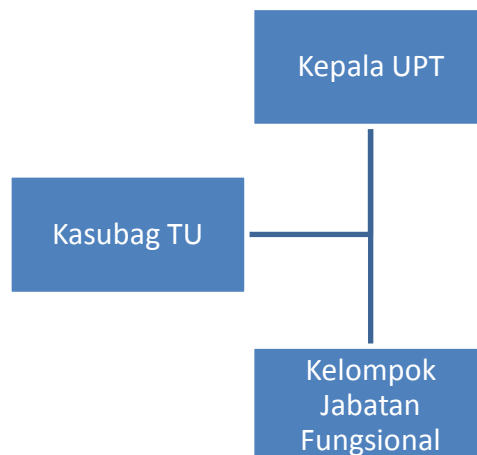 Kepala UPT
Kasubag TU
Kelompok
Jabatan
Fungsional